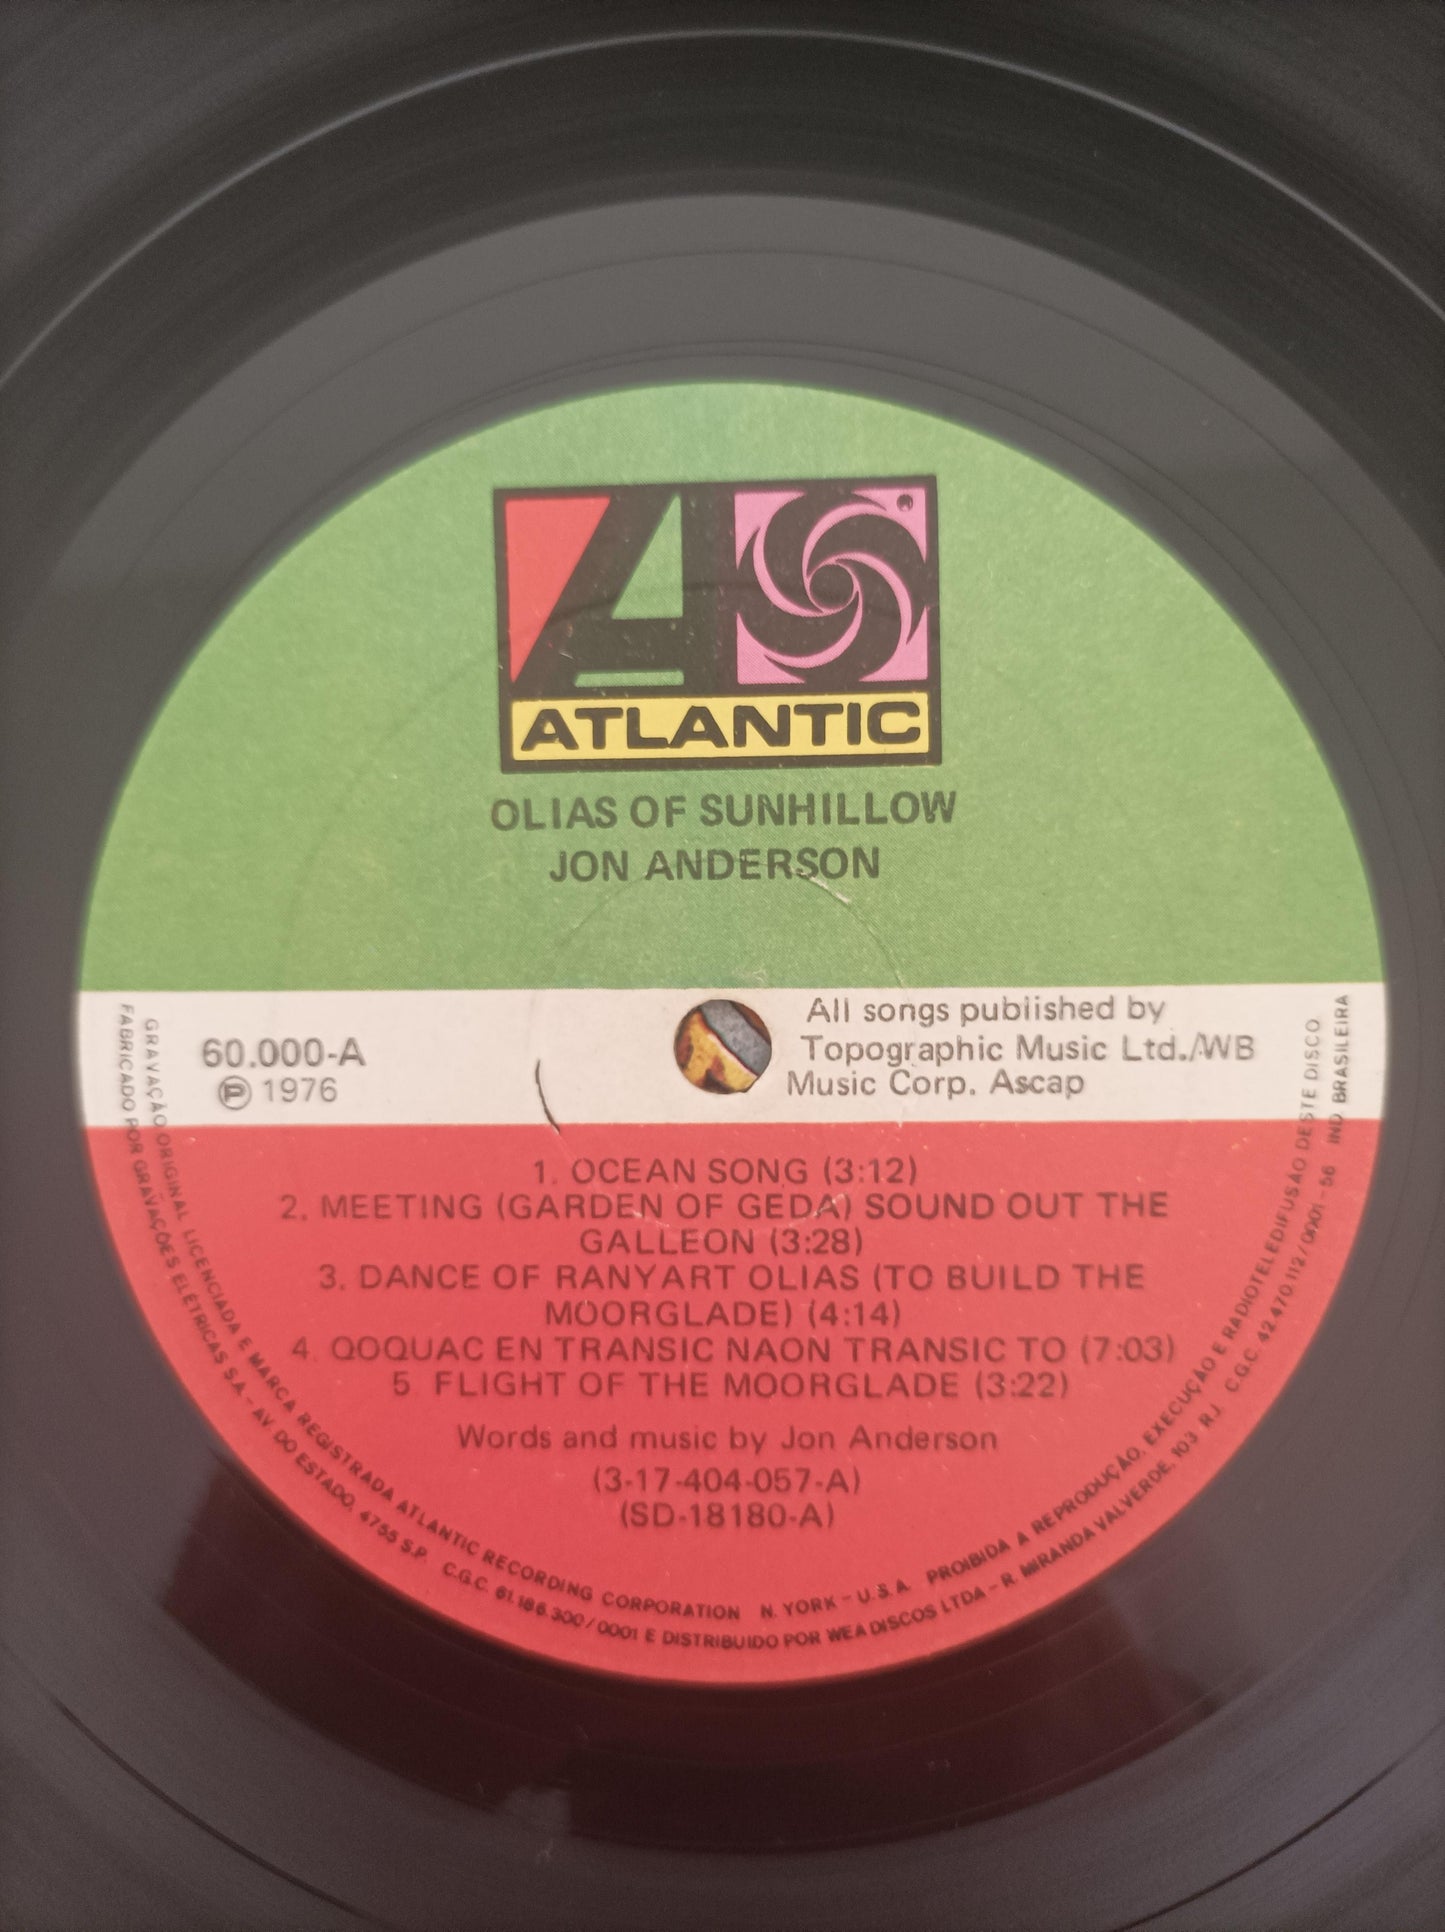 ATLANTIC
OLIAS OF SUNHILLOW
JON ANDERSON
60.000-A
Ⓟ 1976
All songs published by
Topographic Music Ltd./WB
Music Corp. Ascap
1. OCEAN SONG (3:12)
2. MEETING (GARDEN OF GEDA) SOUND OUT THE
GALLEON (3:28)
3. DANCE OF RANYART OLIAS (TO BUILD THE
MOORGLADE) (4:14)
4. QOQUAC EN TRANSIC NAON TRANSIC TO (7:03)
5 FLIGHT OF THE MOORGLADE (3:22)
Words and music by Jon Anderson
(3-17-404-057-A)
(SD-18180-A)
GRAVAÇÃO ORIGINAL LICENCIADA E MARCA REGISTRADA ATLANTIC RECORDING CORPORATION N. YORK - U.S.A. PROIBIDA A REPRODUÇÃO, EXECUÇÃO E RADIOTELEDIFUSÃO DESTE DISCO
FABRICADO POR GRAVAÇÕES ELÉTRICAS S.A. - AV. DO ESTADO, 4755 S.P. C.G.C. 61.186.300/0001 E DISTRIBUIDO POR WEA DISCOS LTDA - R. MIRANDA VALVERDE, 103 RJ. C.G.C. 42.470.112/0001-56 IND. BRASILEIRA